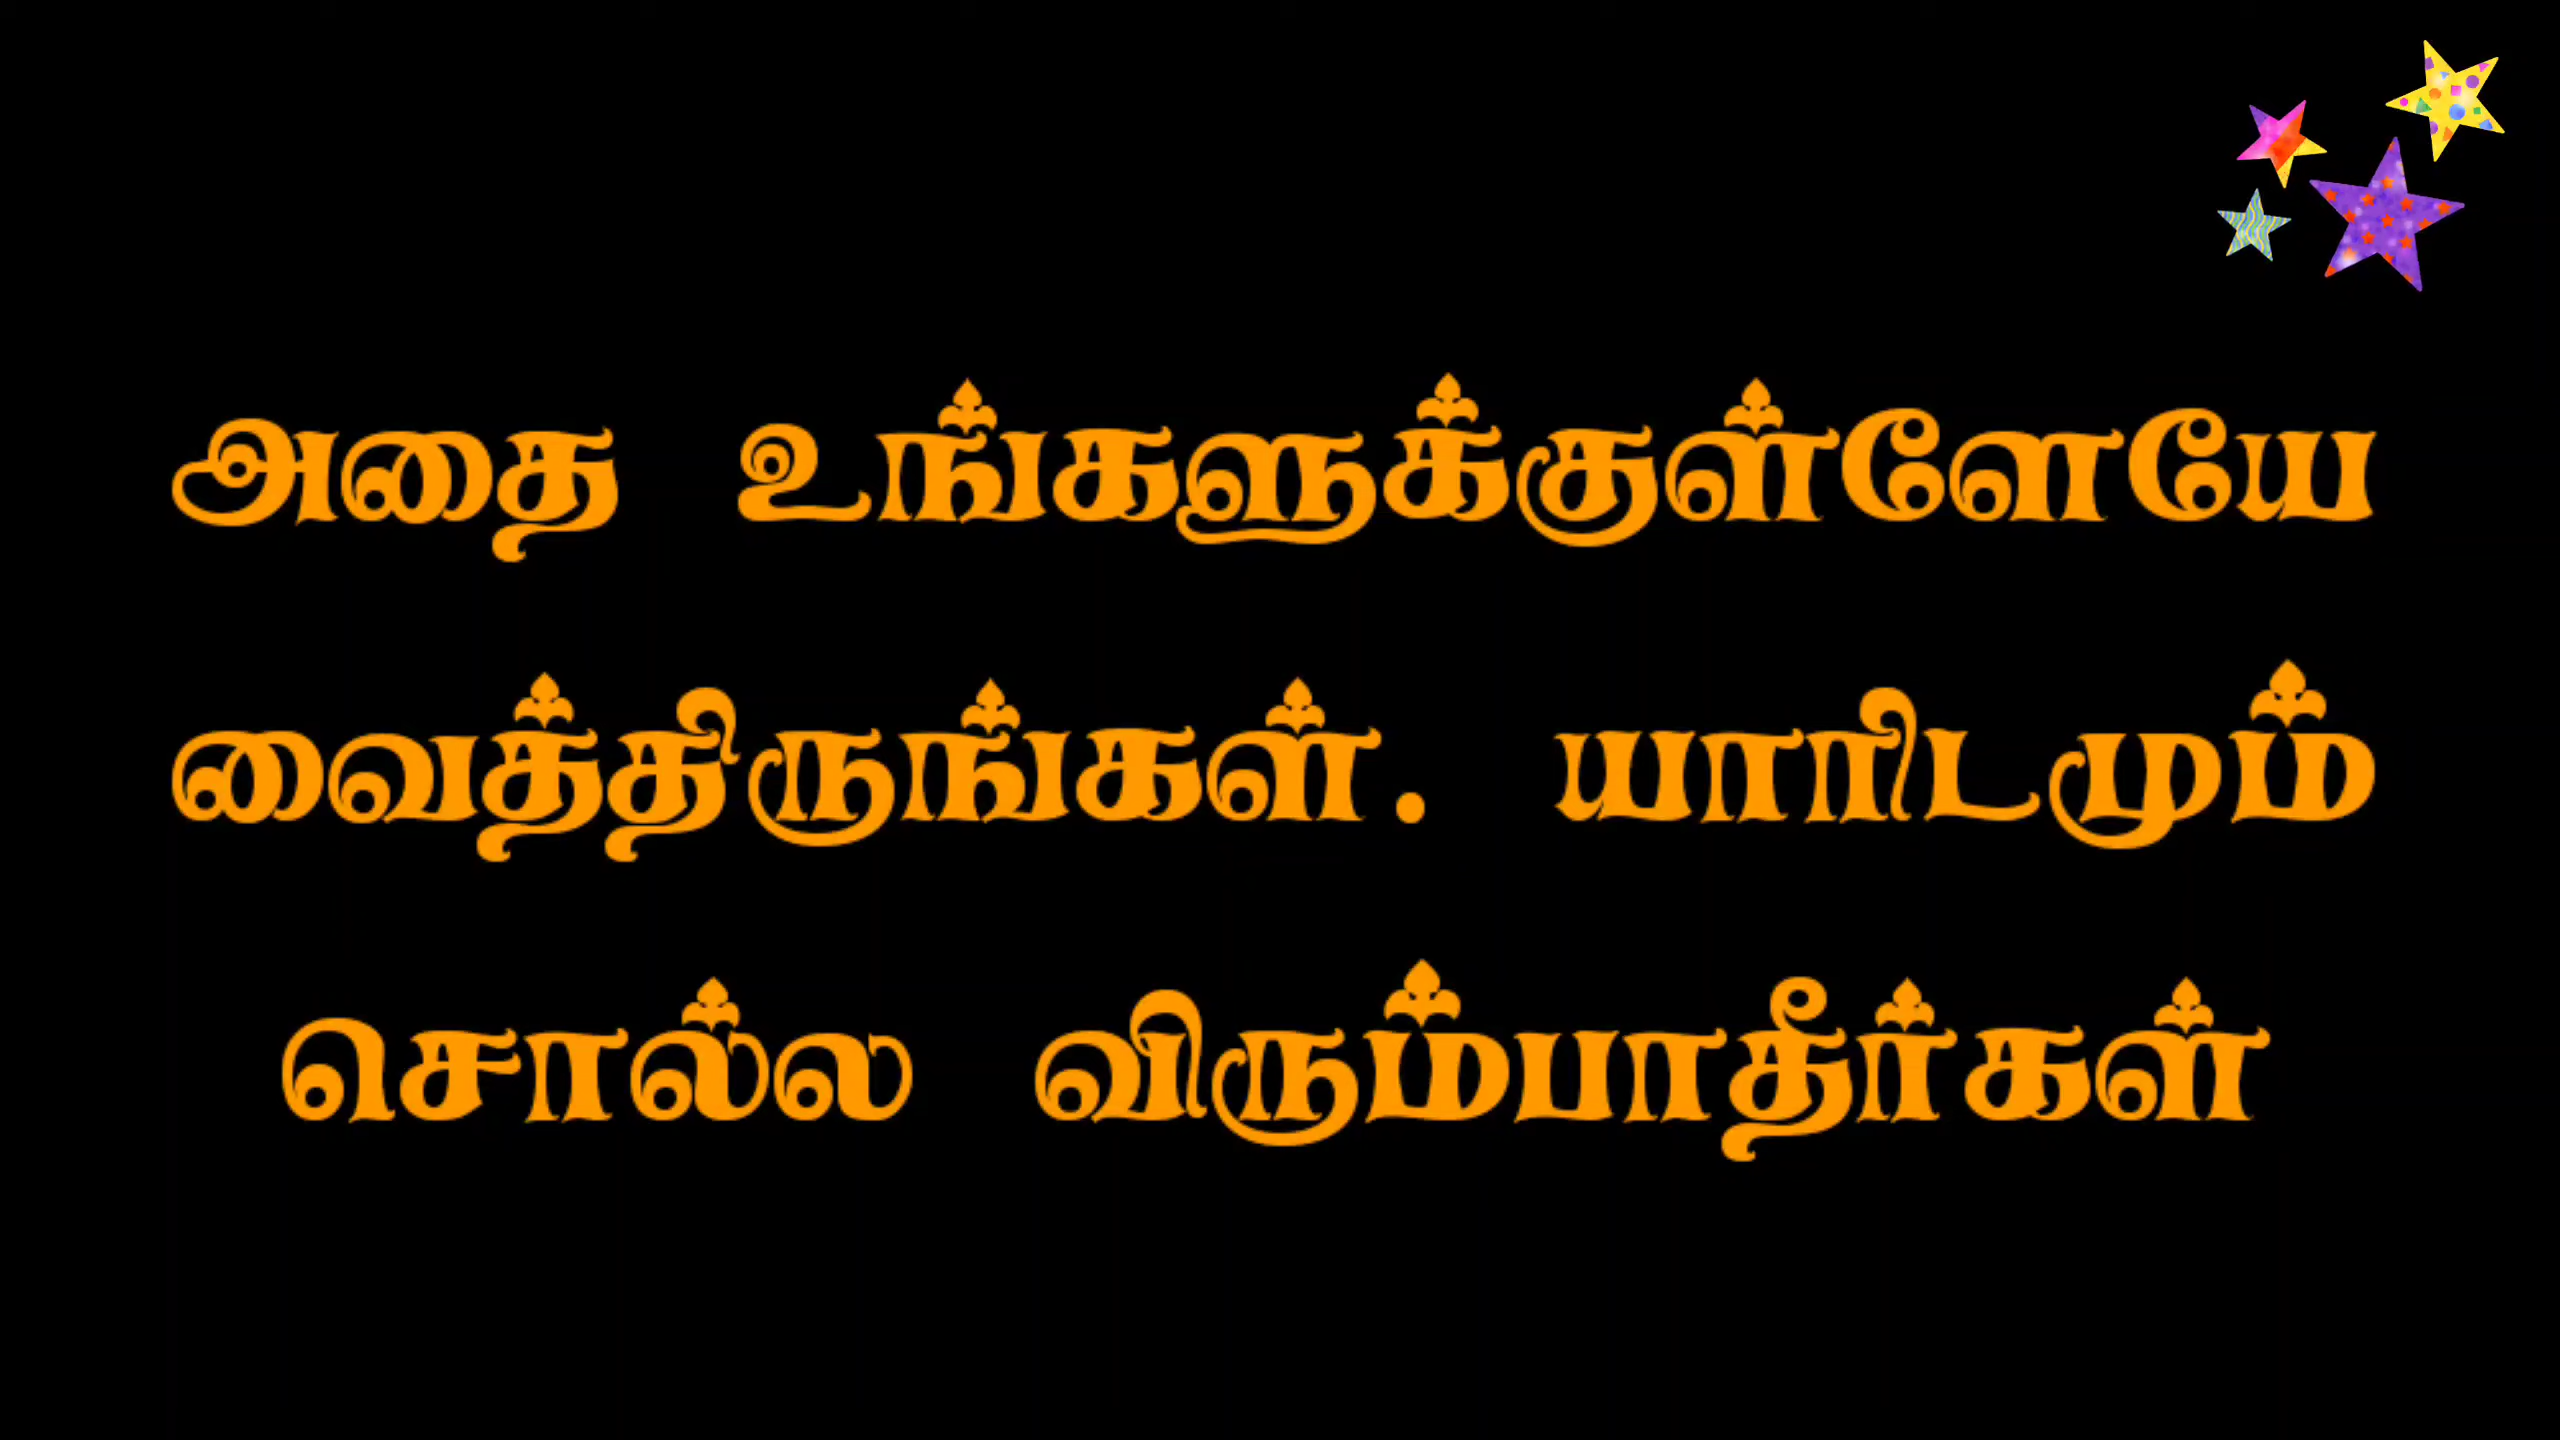 அதை உங்களுக்குள்ளேயே
வைத்திருங்கள். யாரிடமும்
சொல்ல விரும்பாதீர்கள்